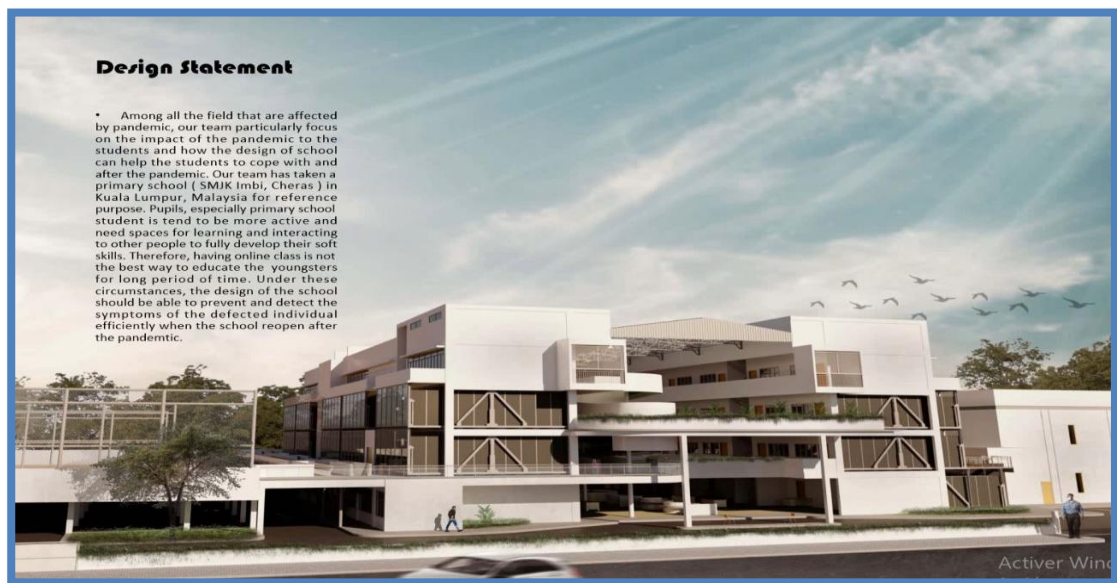 Design Statement
• Among all the field that are affected
by pandemic, our team particularly focus
on the impact of the pandemic to the
students and how the design of school
can help the students to cope with and
after the pandemic. Our team has taken a
primary school ( SMJK Imbi, Cheras ) in
Kuala Lumpur, Malaysia for reference
purpose. Pupils, especially primary school
student is tend to be more active and
need spaces for learning and interacting
to other people to fully develop their soft
skills. Therefore, having online class is not
the best way to educate the youngsters
for long period of time. Under these
circumstances, the design of the school
should be able to prevent and detect the
symptoms of the defected individual
efficiently when the school reopen after
the pandemtic.
Activer Win